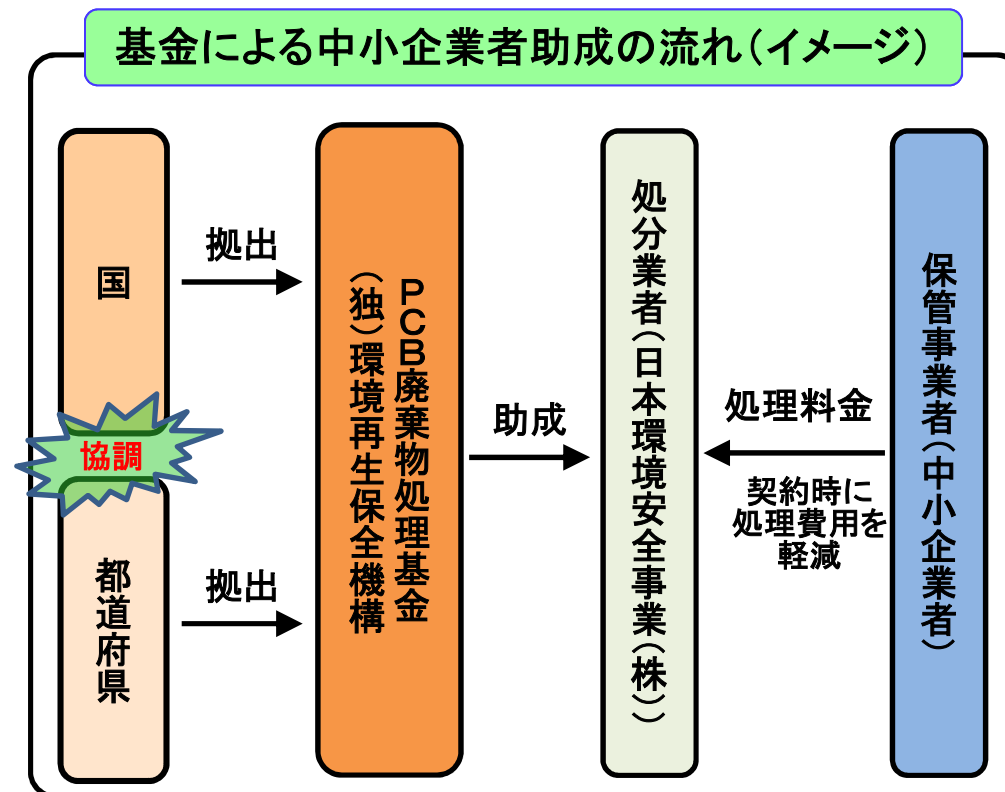 基金による中小企業者助成の流れ（イメージ）
国
協調
都道府県
拠出
拠出
ＰＣＢ廃棄物処理基金
（独）環境再生保全機構
助成
処分業者（日本環境安全事業（株））
処理料金
契約時に
処理費用を
軽減
保管事業者（中小企業者）